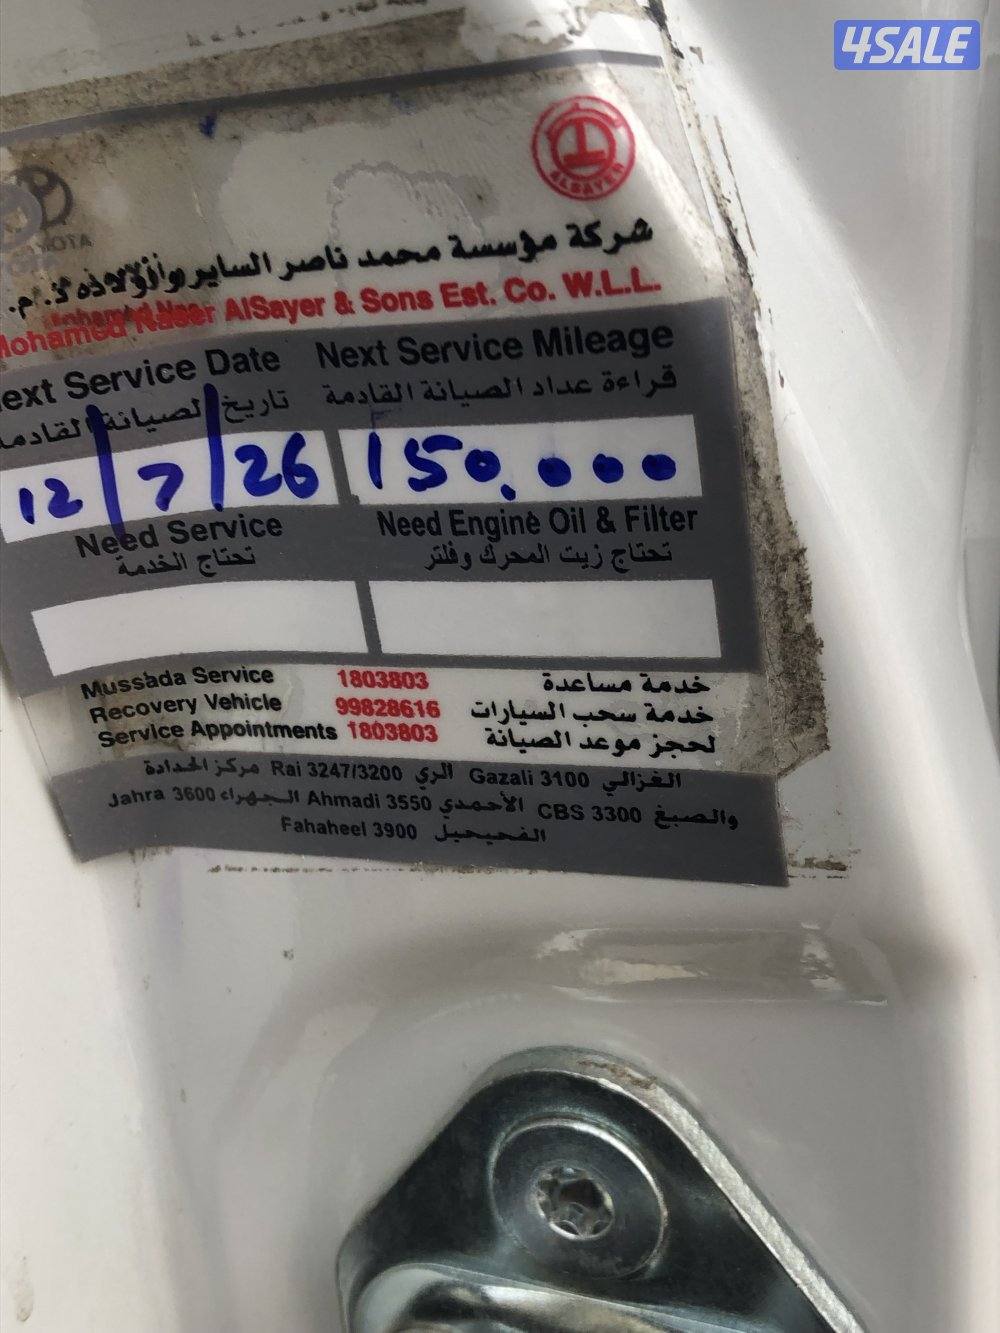 4SALE
ALSAYER
TOYOTA
شركة مؤسسة محمد ناصر الساير وأولاده ذ.م.م.
Mohamed Naser AlSayer & Sons Est. Co. W.L.L.
Next Service Date Next Service Mileage
تاريخ الصيانة القادمة قراءة عداد الصيانة القادمة
12/7/26 150.000
Need Service Need Engine Oil & Filter
تحتاج الخدمة تحتاج زيت المحرك وفلتر
Mussada Service 1803803 خدمة مساعدة
Recovery Vehicle 99828616 خدمة سحب السيارات
Service Appointments 1803803 لحجز موعد الصيانة
الغزالي Gazali 3100 الري Rai 3247/3200 مركز الحدادة
والصبغ CBS 3300 الأحمدي Ahmadi 3550 الجهراء Jahra 3600
الفحيحيل Fahaheel 3900